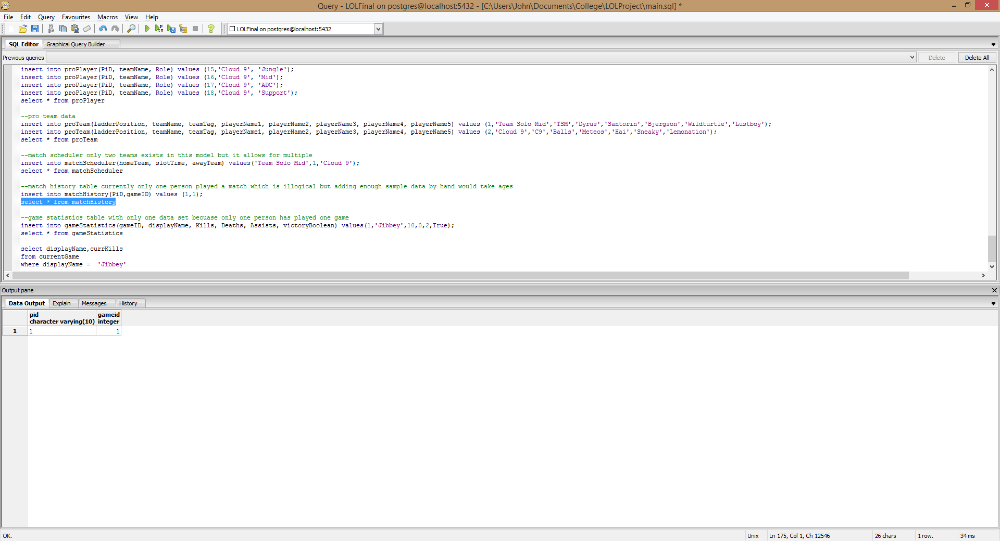 Query - LOLFinal on postgres@localhost:5432 - [C:\Users\John\Documents\College\LOLProject\main.sql] *
File Edit Query Favourites Macros View Help
LOLFinal on postgres@localhost:5432
SQL Editor Graphical Query Builder
Previous queries Delete Delete All
insert into proPlayer(PiD, teamName, Role) values (15,'Cloud 9', 'Jungle');
insert into proPlayer(PiD, teamName, Role) values (16,'Cloud 9', 'Mid');
insert into proPlayer(PiD, teamName, Role) values (17,'Cloud 9', 'ADC');
insert into proPlayer(PiD, teamName, Role) values (18,'Cloud 9', 'Support');
select * from proPlayer
--pro team data
insert into proTeam(ladderPosition, teamName, teamTag, playerName1, playerName2, playerName3, playerName4, playerName5) values (1,'Team Solo Mid','TSM','Dyrus','Santorin','Bjergson','Wildturtle','Lustboy');
insert into proTeam(ladderPosition, teamName, teamTag, playerName1, playerName2, playerName3, playerName4, playerName5) values (2,'Cloud 9','C9','Balls','Meteos','Hai','Sneaky','Lemonation');
select * from proTeam
--match scheduler only two teams exists in this model but it allows for multiple
insert into matchScheduler(homeTeam, slotTime, awayTeam) values('Team Solo Mid',1,'Cloud 9');
select * from matchScheduler
--match history table currently only one person played a match which is illogical but adding enough sample data by hand would take ages
insert into matchHistory(PiD,gameID) values (1,1);
select * from matchHistory
--game statistics table with only one data set becuase only one person has played one game
insert into gameStatistics(gameID, displayName, Kills, Deaths, Assists, victoryBoolean) values(1,'Jibbey',10,0,2,True);
select * from gameStatistics
select displayName,currKills
from currentGame
where displayName =  'Jibbey'
Output pane
Data Output Explain Messages History
pid gameid
character varying(10) integer
1 1 1
OK. Unix Ln 175, Col 1, Ch 12546 26 chars 1 row. 34 ms